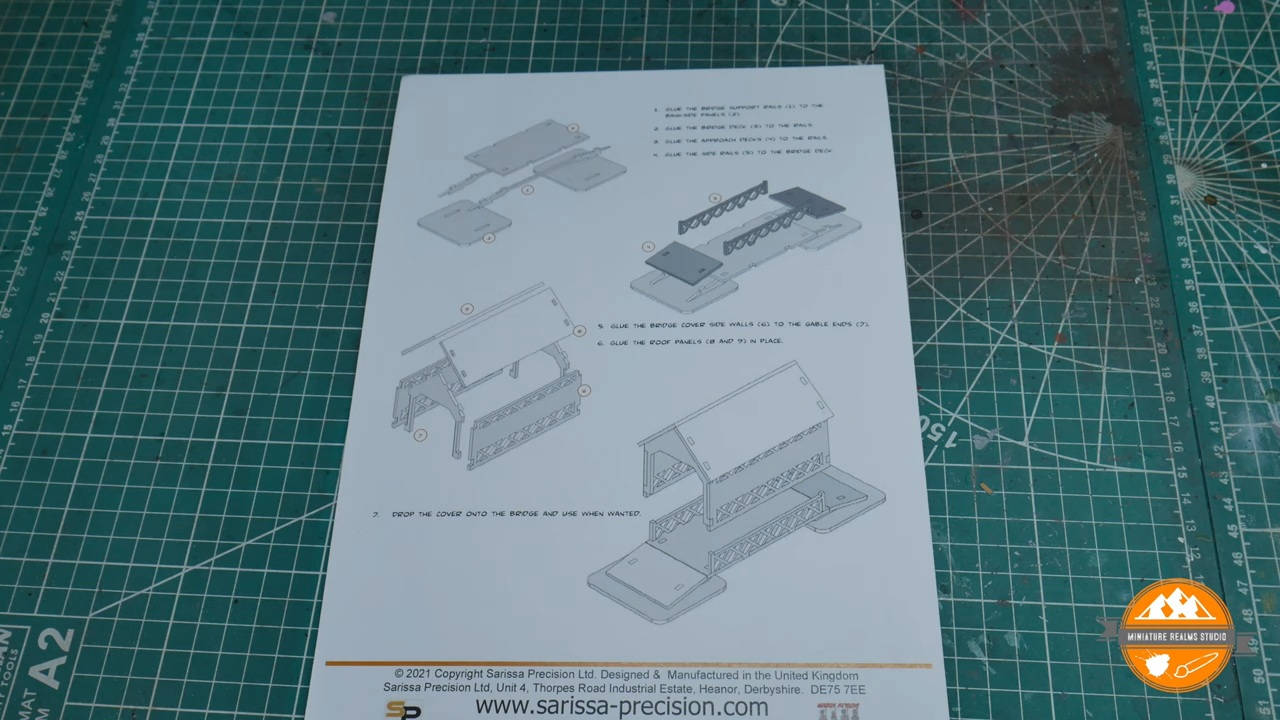 1. GLUE THE BRIDGE SUPPORT RAILS (1) TO THE
BANKSIDE PANELS (2).
2. GLUE THE BRIDGE DECK (3) TO THE RAILS.
3. GLUE THE APPROACH DECKS (4) TO THE RAILS.
4. GLUE THE SIDE RAILS (5) TO THE BRIDGE DECK.
5. GLUE THE BRIDGE COVER SIDE WALLS (6) TO THE GABLE ENDS (7).
6. GLUE THE ROOF PANELS (8 AND 9) IN PLACE.
7. DROP THE COVER ONTO THE BRIDGE AND USE WHEN WANTED.
© 2021 Copyright Sarissa Precision Ltd. Designed & Manufactured in the United Kingdom
Sarissa Precision Ltd, Unit 4, Thorpes Road Industrial Estate, Heanor, Derbyshire. DE75 7EE
www.sarissa-precision.com
SP
A2
150
MINIATURE REALMS STUDIO